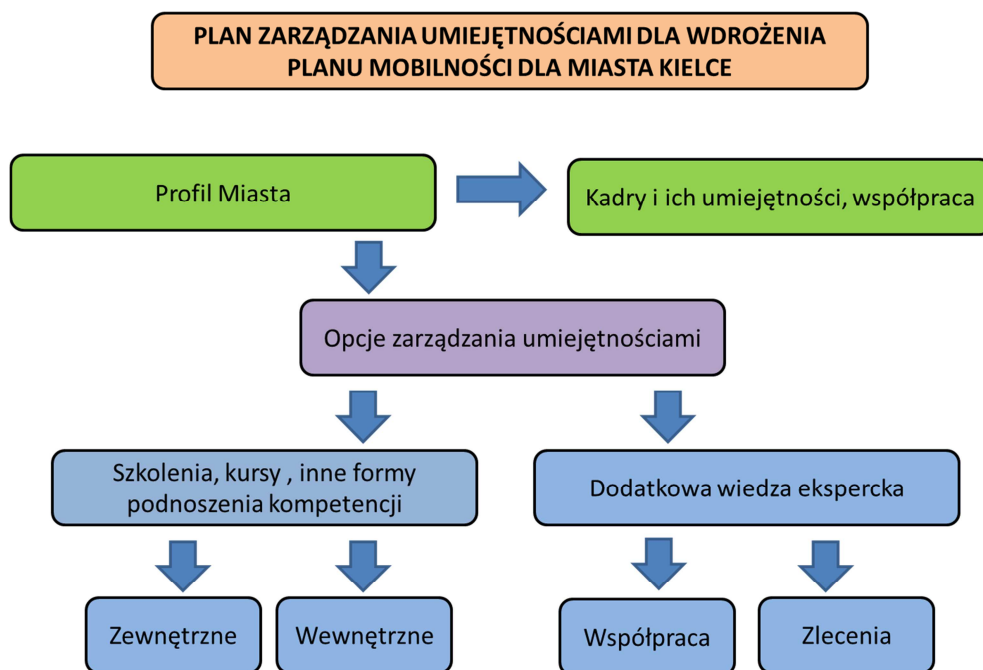 PLAN ZARZĄDZANIA UMIEJĘTNOŚCIAMI DLA WDROŻENIA
PLANU MOBILNOŚCI DLA MIASTA KIELCE
Profil Miasta
Kadry i ich umiejętności, współpraca
Opcje zarządzania umiejętnościami
Szkolenia, kursy , inne formy
podnoszenia kompetencji
Dodatkowa wiedza ekspercka
Zewnętrzne
Wewnętrzne
Współpraca
Zlecenia